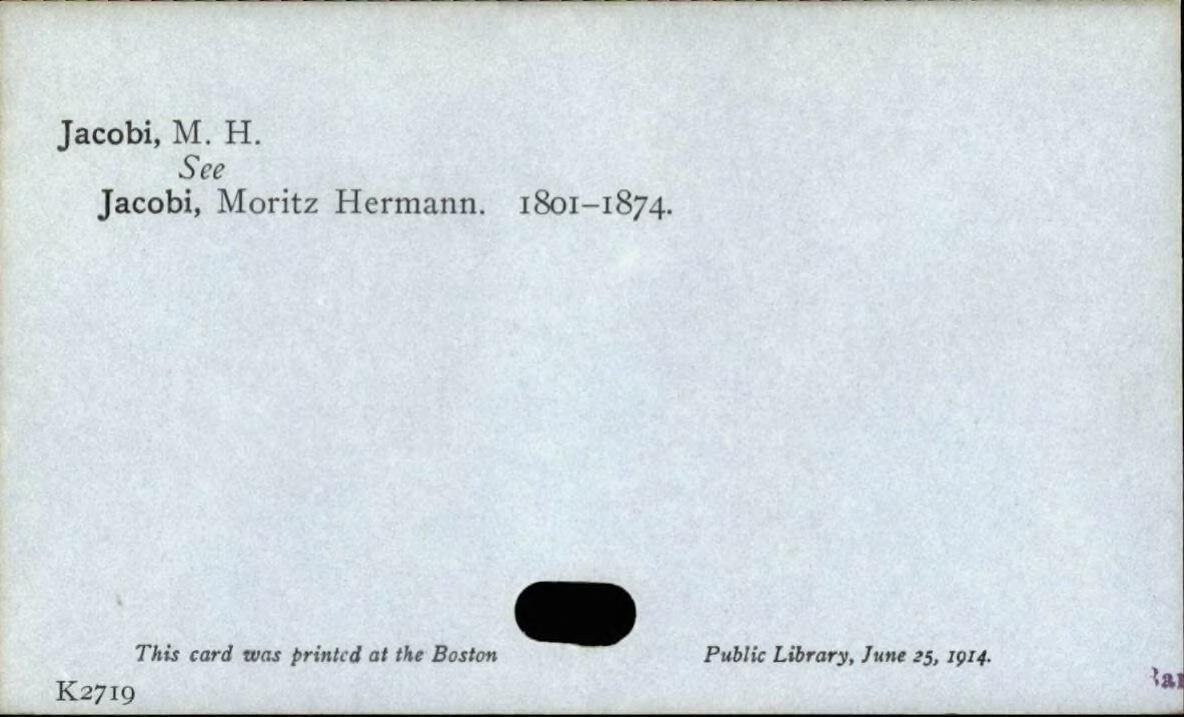 Jacobi, M. H.
See
Jacobi, Moritz Hermann. 1801–1874.
This card was printed at the Boston Public Library, June 25, 1914.
K2719